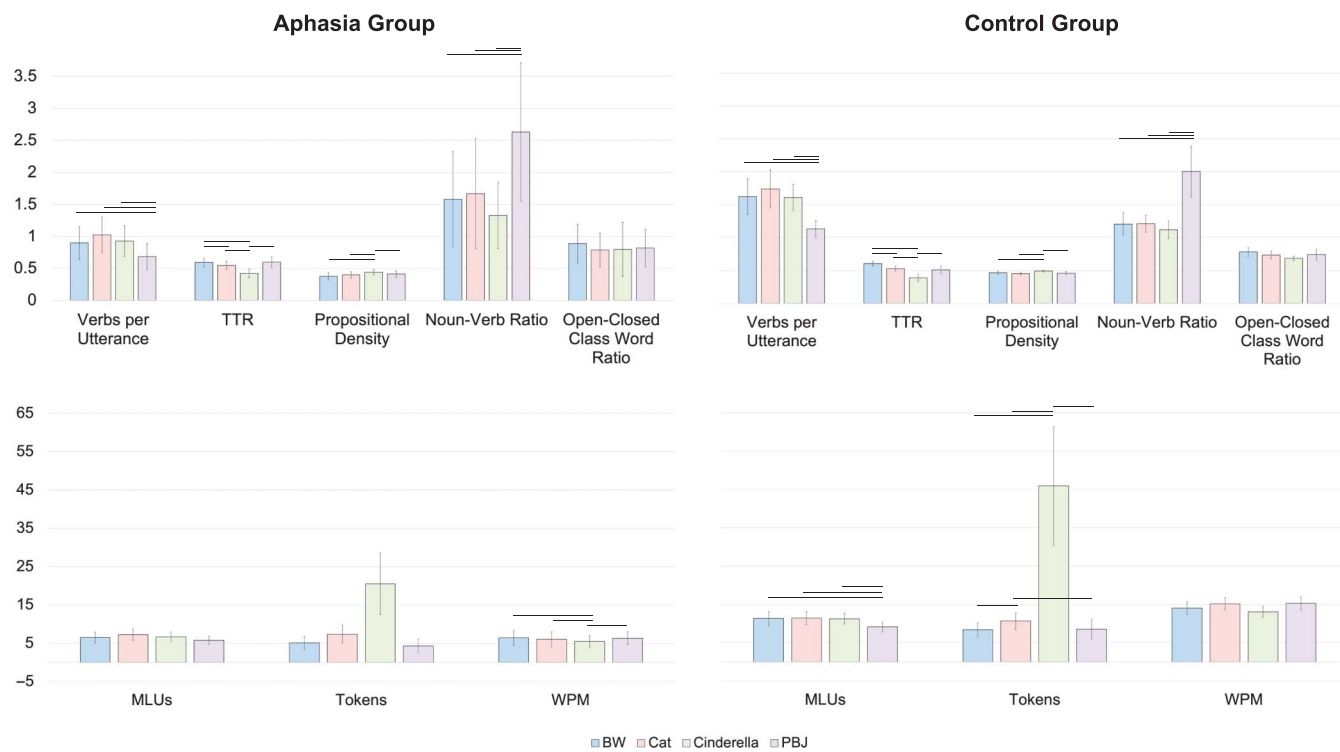 Aphasia Group
Control Group
3.5
3
2.5
2
1.5
1
0.5
0
Verbs per
Utterance
TTR
Propositional
Density
Noun-Verb Ratio
Open-Closed
Class Word
Ratio
Verbs per
Utterance
TTR
Propositional
Density
Noun-Verb Ratio
Open-Closed
Class Word
Ratio
65
55
45
35
25
15
5
−5
MLUs
Tokens
WPM
MLUs
Tokens
WPM
BW Cat Cinderella PBJ